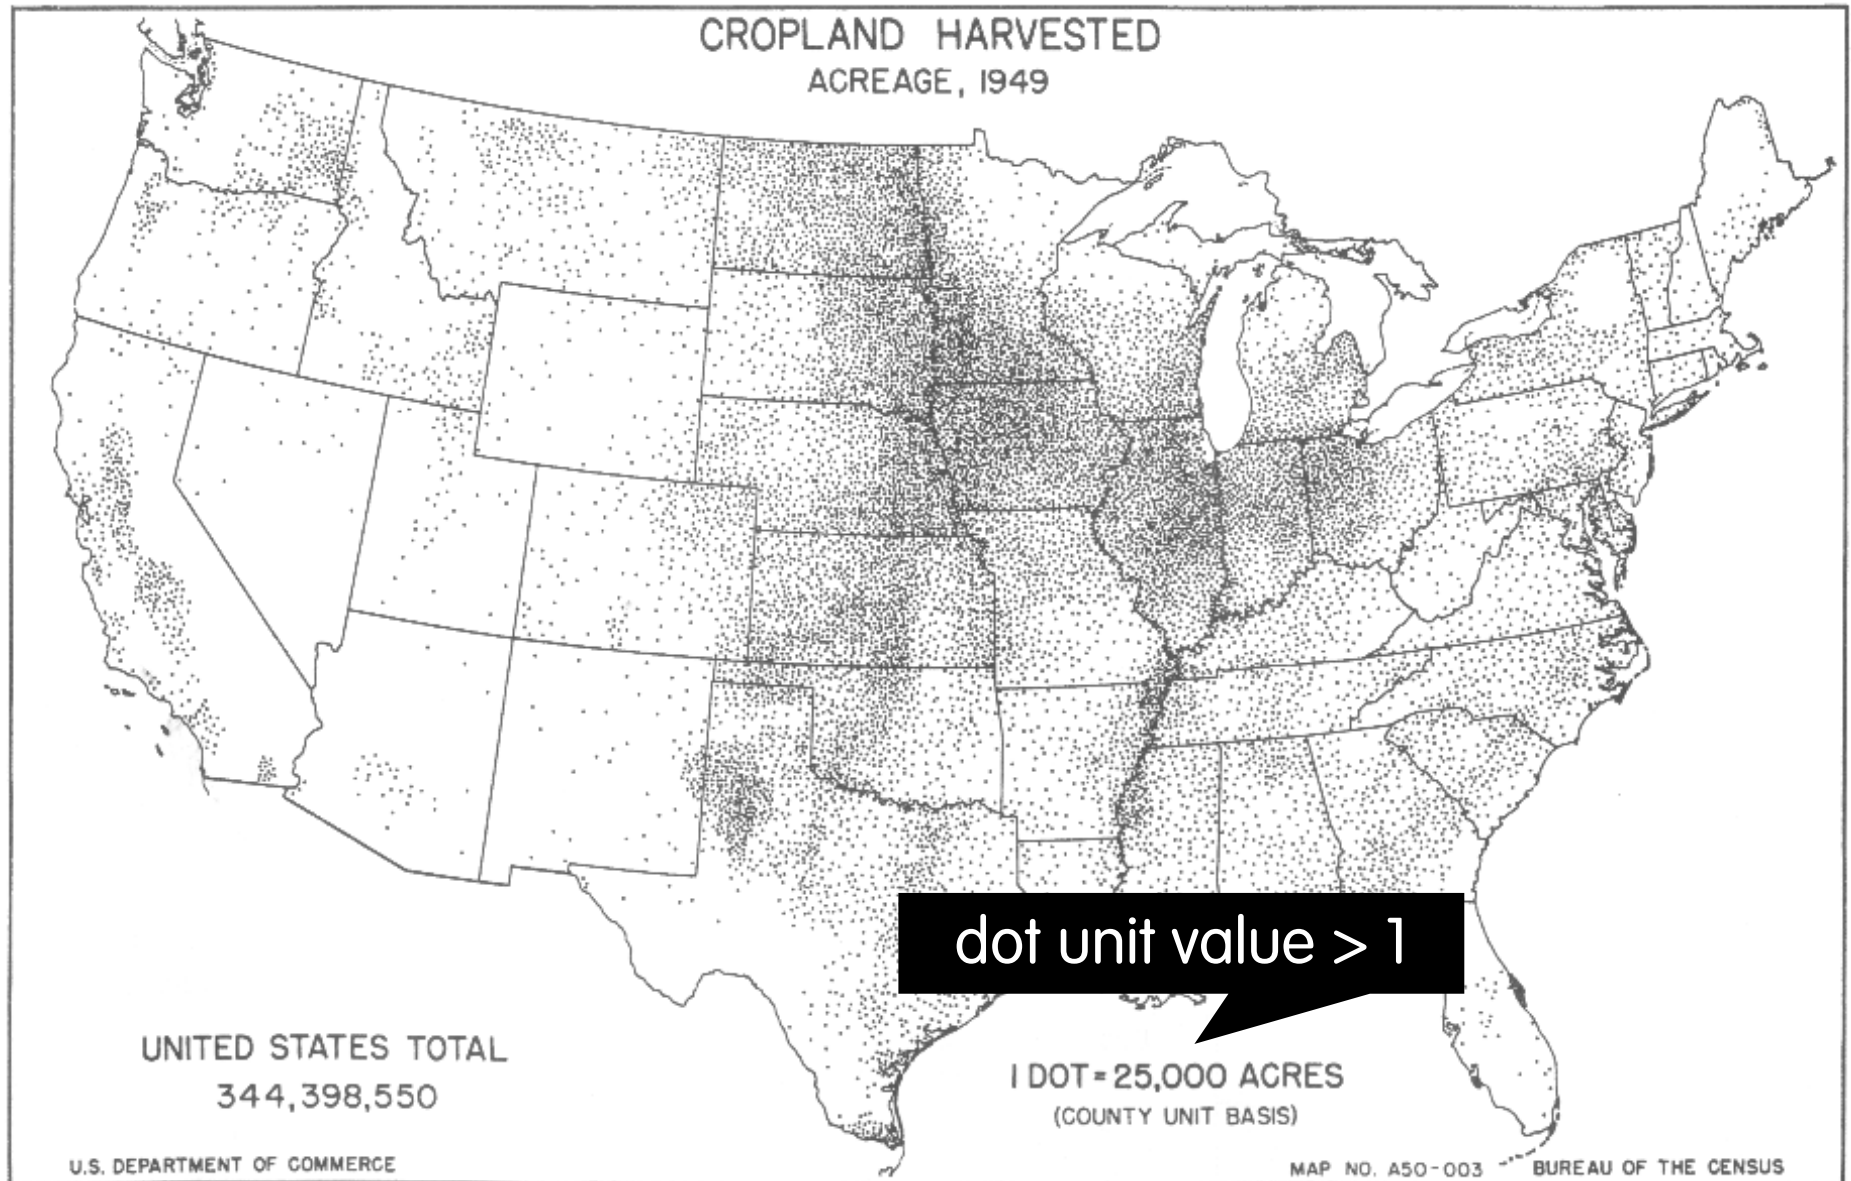 CROPLAND HARVESTED
ACREAGE, 1949
dot unit value > 1
UNITED STATES TOTAL
344,398,550
1 DOT = 25,000 ACRES
(COUNTY UNIT BASIS)
U.S. DEPARTMENT OF COMMERCE
MAP NO. A50-003
BUREAU OF THE CENSUS